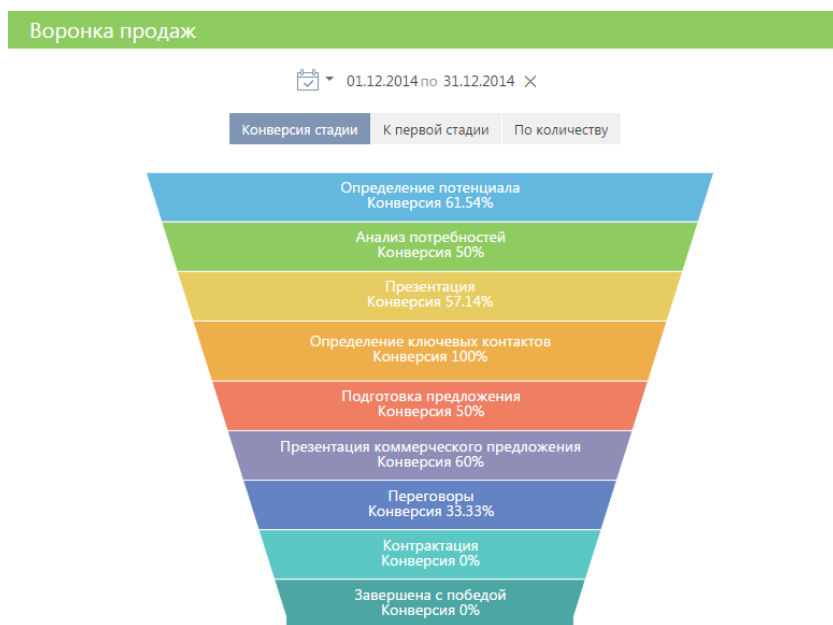 Воронка продаж
01.12.2014 по 31.12.2014
Конверсия стадии К первой стадии По количеству
Определение потенциала
Конверсия 61.54%
Анализ потребностей
Конверсия 50%
Презентация
Конверсия 57.14%
Определение ключевых контактов
Конверсия 100%
Подготовка предложения
Конверсия 50%
Презентация коммерческого предложения
Конверсия 60%
Переговоры
Конверсия 33.33%
Контрактация
Конверсия 0%
Завершена с победой
Конверсия 0%